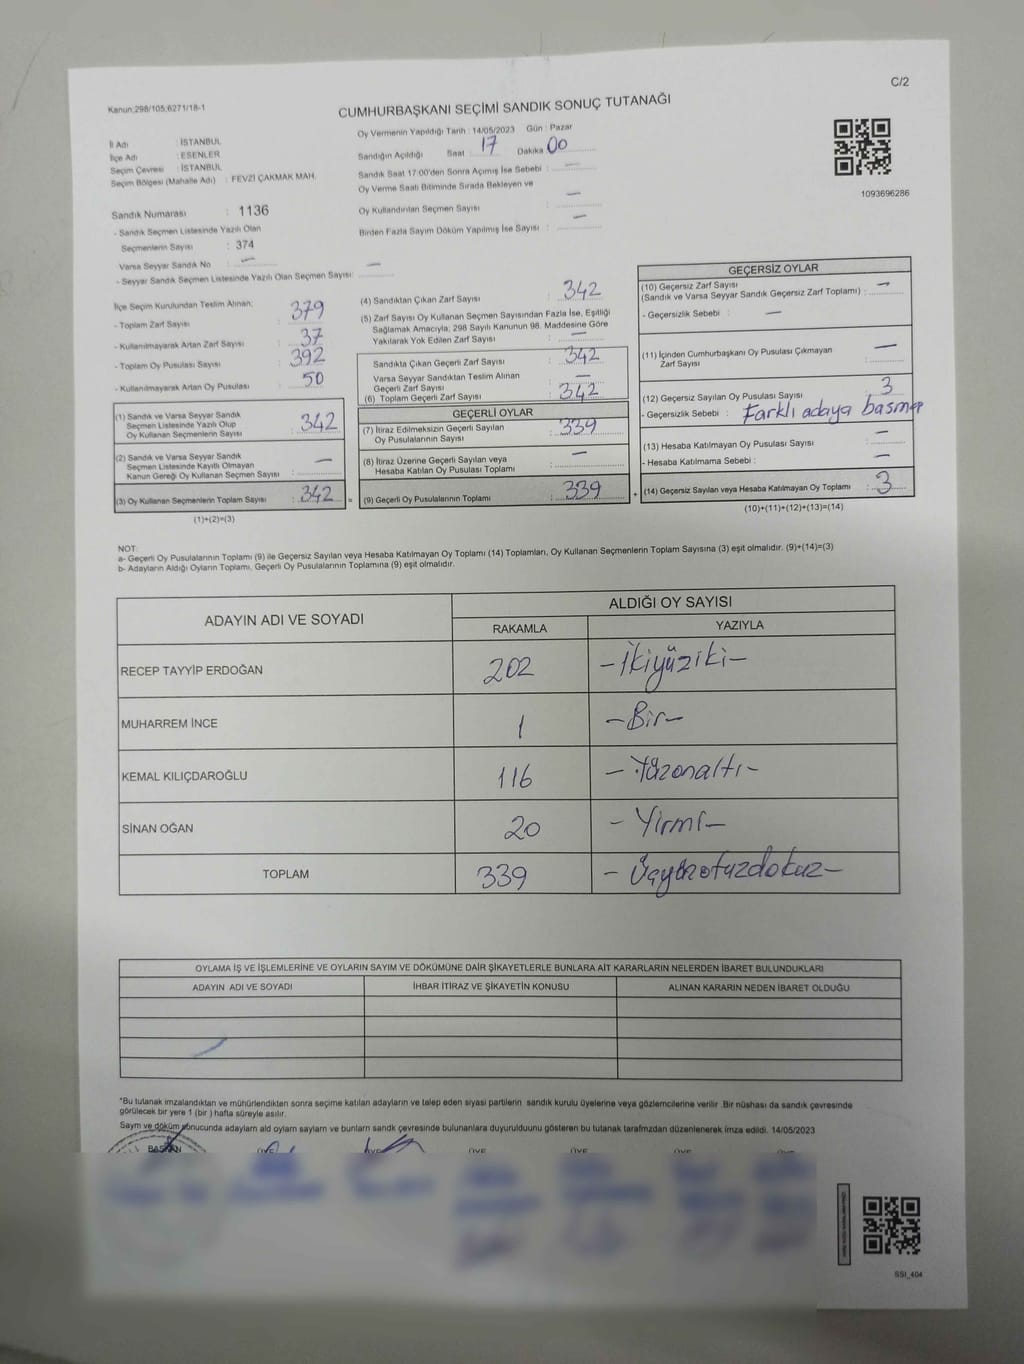 C/2
Kanun:298/105;6271/18-1
CUMHURBAŞKANI SEÇİMİ SANDIK SONUÇ TUTANAĞI
İl Adı : İSTANBUL
İlçe Adı : ESENLER
Seçim Çevresi : İSTANBUL
Seçim Bölgesi (Mahalle Adı) : FEVZİ ÇAKMAK MAH.
Sandık Numarası : 1136
- Sandık Seçmen Listesinde Yazılı Olan
Seçmenlerin Sayısı : 374
Varsa Seyyar Sandık No : —
- Seyyar Sandık Seçmen Listesinde Yazılı Olan Seçmen Sayısı: —
Oy Vermenin Yapıldığı Tarih : 14/05/2023 Gün : Pazar
Sandığın Açıldığı Saat : 17 Dakika 00
Sandık Saat 17:00'den Sonra Açımış İse Sebebi : —
Oy Verme Saati Bitiminde Sırada Bekleyen ve
Oy Kullandırılan Seçmen Sayısı : —
Birden Fazla Sayım Döküm Yapılmış İse Sayısı : —
1093696286
İlçe Seçim Kurulundan Teslim Alınan;
- Toplam Zarf Sayısı : 379
- Kullanılmayarak Artan Zarf Sayısı : 37
- Toplam Oy Pusulası Sayısı : 392
- Kullanılmayarak Artan Oy Pusulası : 50
(1) Sandık ve Varsa Seyyar Sandık
Seçmen Listesinde Yazılı Olup
Oy Kullanan Seçmenlerin Sayısı : 342
(2) Sandık ve Varsa Seyyar Sandık
Seçmen Listesinde Kayıtlı Olmayan
Kanun Gereği Oy Kullanan Seçmen Sayısı : —
(3) Oy Kullanan Seçmenlerin Toplam Sayısı : 342 =
(1)+(2)=(3)
(4) Sandıktan Çıkan Zarf Sayısı : 342
(5) Zarf Sayısı Oy Kullanan Seçmen Sayısından Fazla İse, Eşitliği
Sağlamak Amacıyla, 298 Sayılı Kanunun 98. Maddesine Göre
Yakılarak Yok Edilen Zarf Sayısı : —
Sandıkta Çıkan Geçerli Zarf Sayısı : 342
Varsa Seyyar Sandıktan Teslim Alınan
Geçerli Zarf Sayısı : —
(6) Toplam Geçerli Zarf Sayısı : 342
GEÇERLİ OYLAR
(7) İtiraz Edilmeksizin Geçerli Sayılan
Oy Pusulalarının Sayısı : 339
(8) İtiraz Üzerine Geçerli Sayılan veya
Hesaba Katılan Oy Pusulası Toplamı : —
(9) Geçerli Oy Pusulalarının Toplamı : 339 +
GEÇERSİZ OYLAR
(10) Geçersiz Zarf Sayısı
(Sandık ve Varsa Seyyar Sandık Geçersiz Zarf Toplamı) : —
- Geçersizlik Sebebi : —
(11) İçinden Cumhurbaşkanı Oy Pusulası Çıkmayan
Zarf Sayısı : —
(12) Geçersiz Sayılan Oy Pusulası Sayısı : 3
- Geçersizlik Sebebi : Farklı adaya
(13) Hesaba Katılmayan Oy Pusulası Sayısı : —
- Hesaba Katılmama Sebebi : —
(14) Geçersiz Sayılan veya Hesaba Katılmayan Oy Toplamı : 3
(10)+(11)+(12)+(13)=(14)
NOT:
a- Geçerli Oy Pusulalarının Toplamı (9) ile Geçersiz Sayılan veya Hesaba Katılmayan Oy Toplamı (14) Toplamları, Oy Kullanan Seçmenlerin Toplam Sayısına (3) eşit olmalıdır. (9)+(14)=(3)
b- Adayların Aldığı Oyların Toplamı, Geçerli Oy Pusulalarının Toplamına (9) eşit olmalıdır.
ADAYIN ADI VE SOYADI
ALDIĞI OY SAYISI
RAKAMLA YAZIYLA
RECEP TAYYİP ERDOĞAN 202 —İkiyüziki—
MUHARREM İNCE 1 —Bir—
KEMAL KILIÇDAROĞLU 116 —Yüzonaltı—
SİNAN OĞAN 20 —Yirmi—
TOPLAM 339 —Üçyüzotuzdokuz—
OYLAMA İŞ VE İŞLEMLERİNE VE OYLARIN SAYIM VE DÖKÜMÜNE DAİR ŞİKAYETLERLE BUNLARA AİT KARARLARIN NELERDEN İBARET BULUNDUKLARI
ADAYIN ADI VE SOYADI İHBAR İTİRAZ VE ŞİKAYETİN KONUSU ALINAN KARARIN NEDEN İBARET OLDUĞU
*Bu tutanak imzalandıktan ve mühürlendikten sonra seçime katılan adayların ve talep eden siyasi partilerin sandık kurulu üyelerine veya gözlemcilerine verilir .Bir nüshası da sandık çevresinde
görülecek bir yere 1 (bir ) hafta süreyle asılır.
Sayım ve döküm sonucunda adayların ald oyların sayların ve bunların sandk çevresinde bulunanlara duyurulduunu gösteren bu tutanak tarafmzdan düzenlenerek imza edildi. 14/05/2023
BAŞKAN ÜYE ÜYE ÜYE ÜYE ÜYE ÜYE
SSI_404